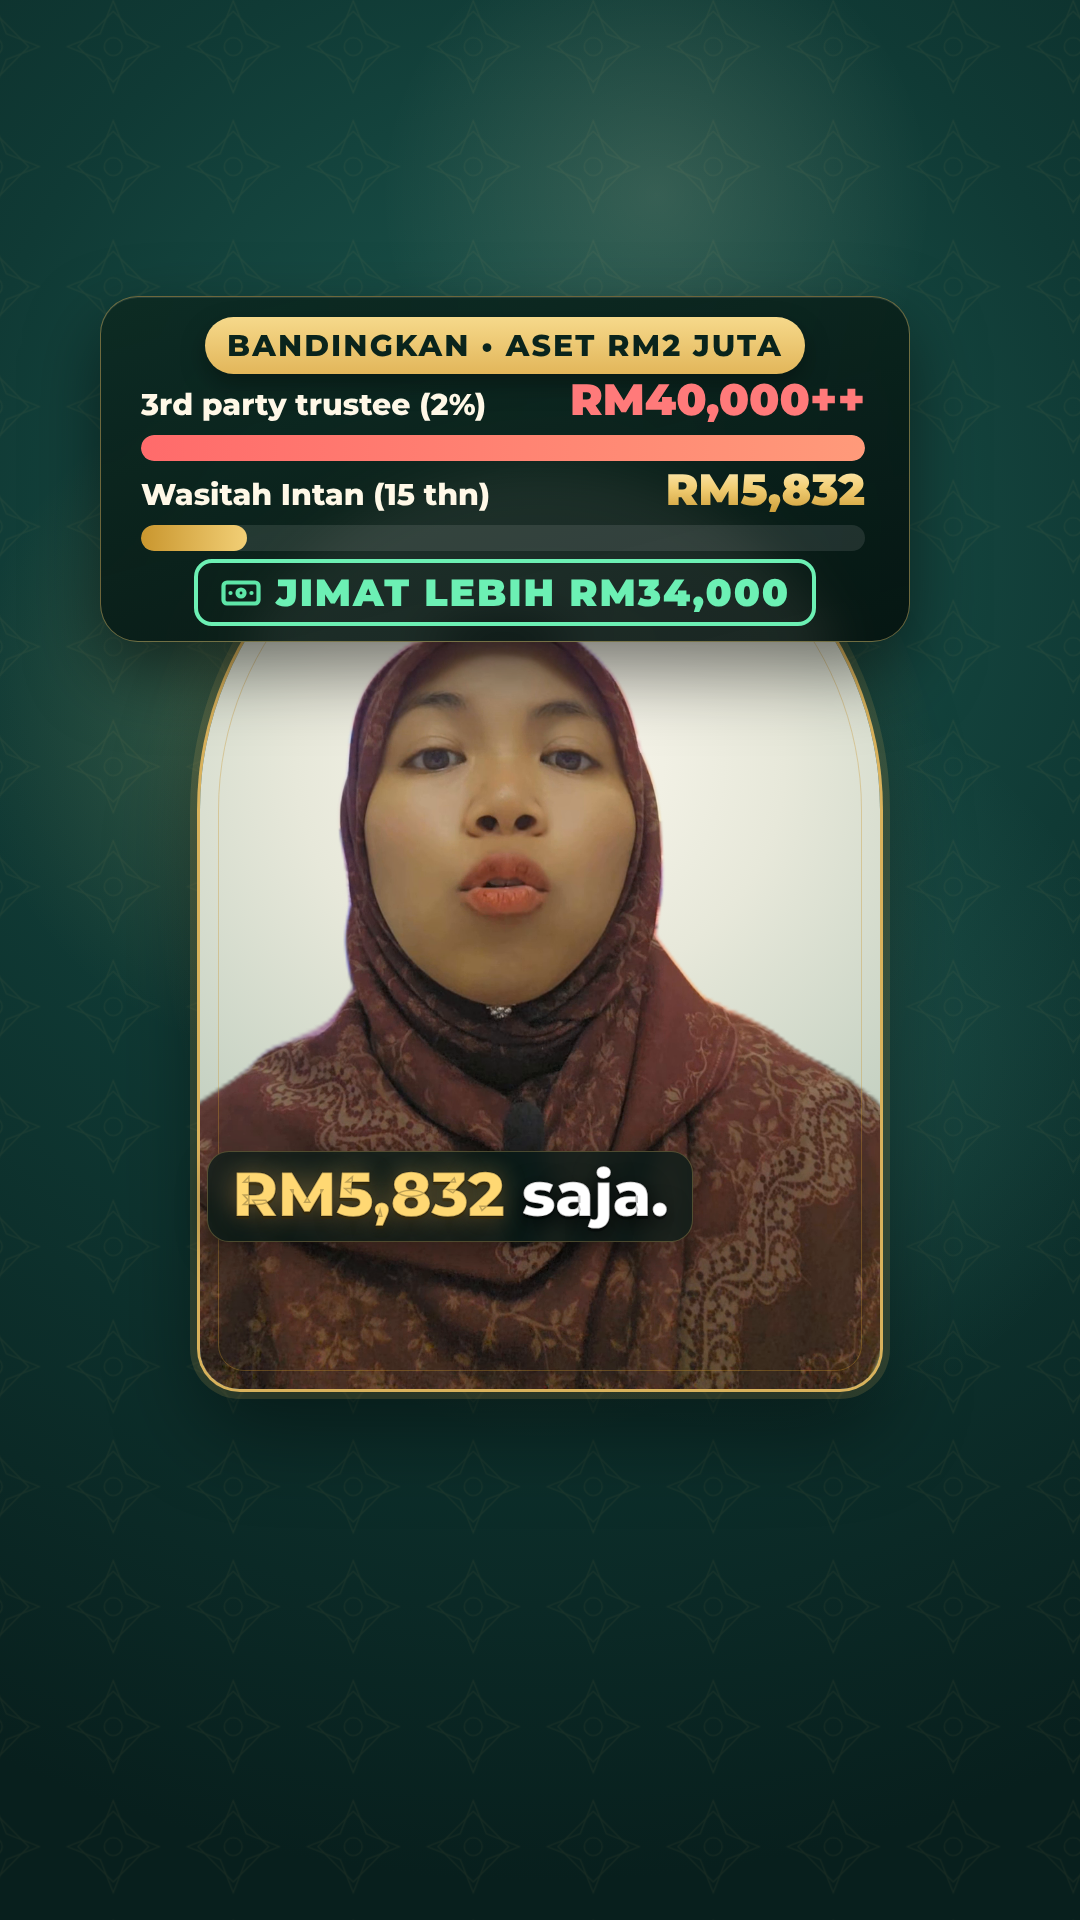 BANDINGKAN • ASET RM2 JUTA
3rd party trustee (2%) RM40,000++
Wasitah Intan (15 thn) RM5,832
JIMAT LEBIH RM34,000
RM5,832 saja.